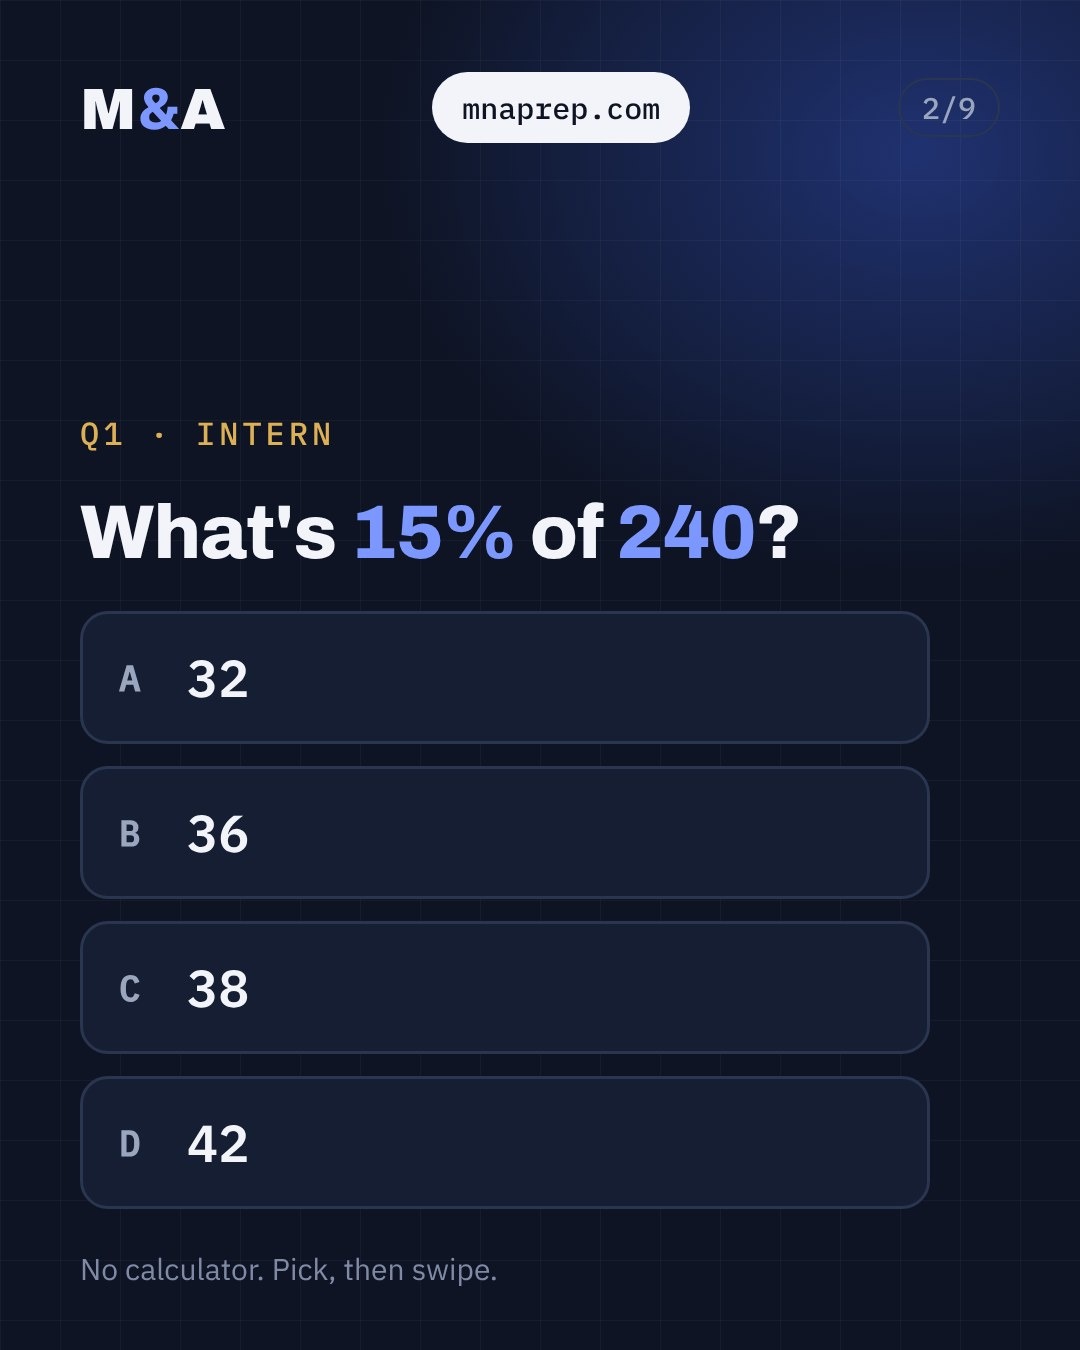 M&A
mnaprep.com
2/9
Q1 · INTERN
What's 15% of 240?
A 32
B 36
C 38
D 42
No calculator. Pick, then swipe.